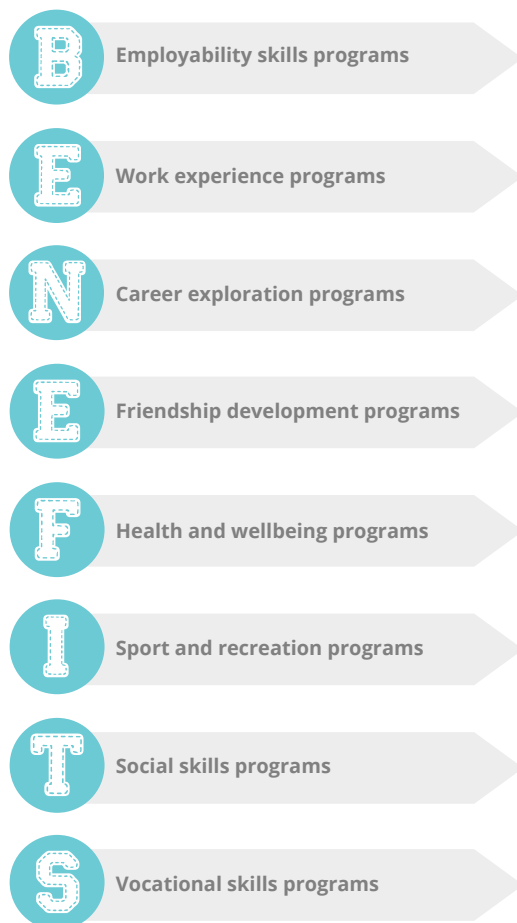 B Employability skills programs
E Work experience programs
N Career exploration programs
E Friendship development programs
F Health and wellbeing programs
I Sport and recreation programs
T Social skills programs
S Vocational skills programs